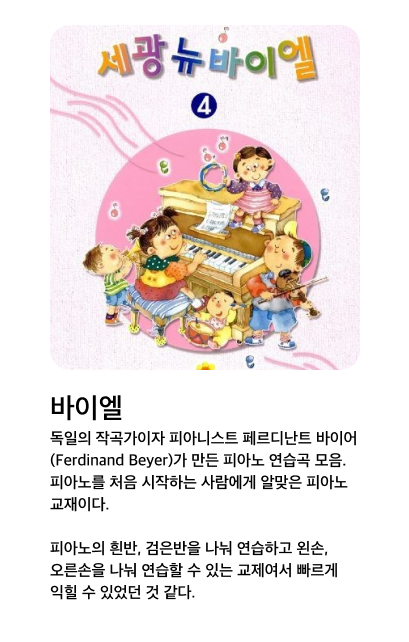 세광 뉴 바이엘
4
바이엘
독일의 작곡가이자 피아니스트 페르디난트 바이어
(Ferdinand Beyer)가 만든 피아노 연습곡 모음.
피아노를 처음 시작하는 사람에게 알맞은 피아노
교재이다.
피아노의 흰반, 검은반을 나눠 연습하고 왼손,
오른손을 나눠 연습할 수 있는 교제여서 빠르게
익힐 수 있었던 것 같다.